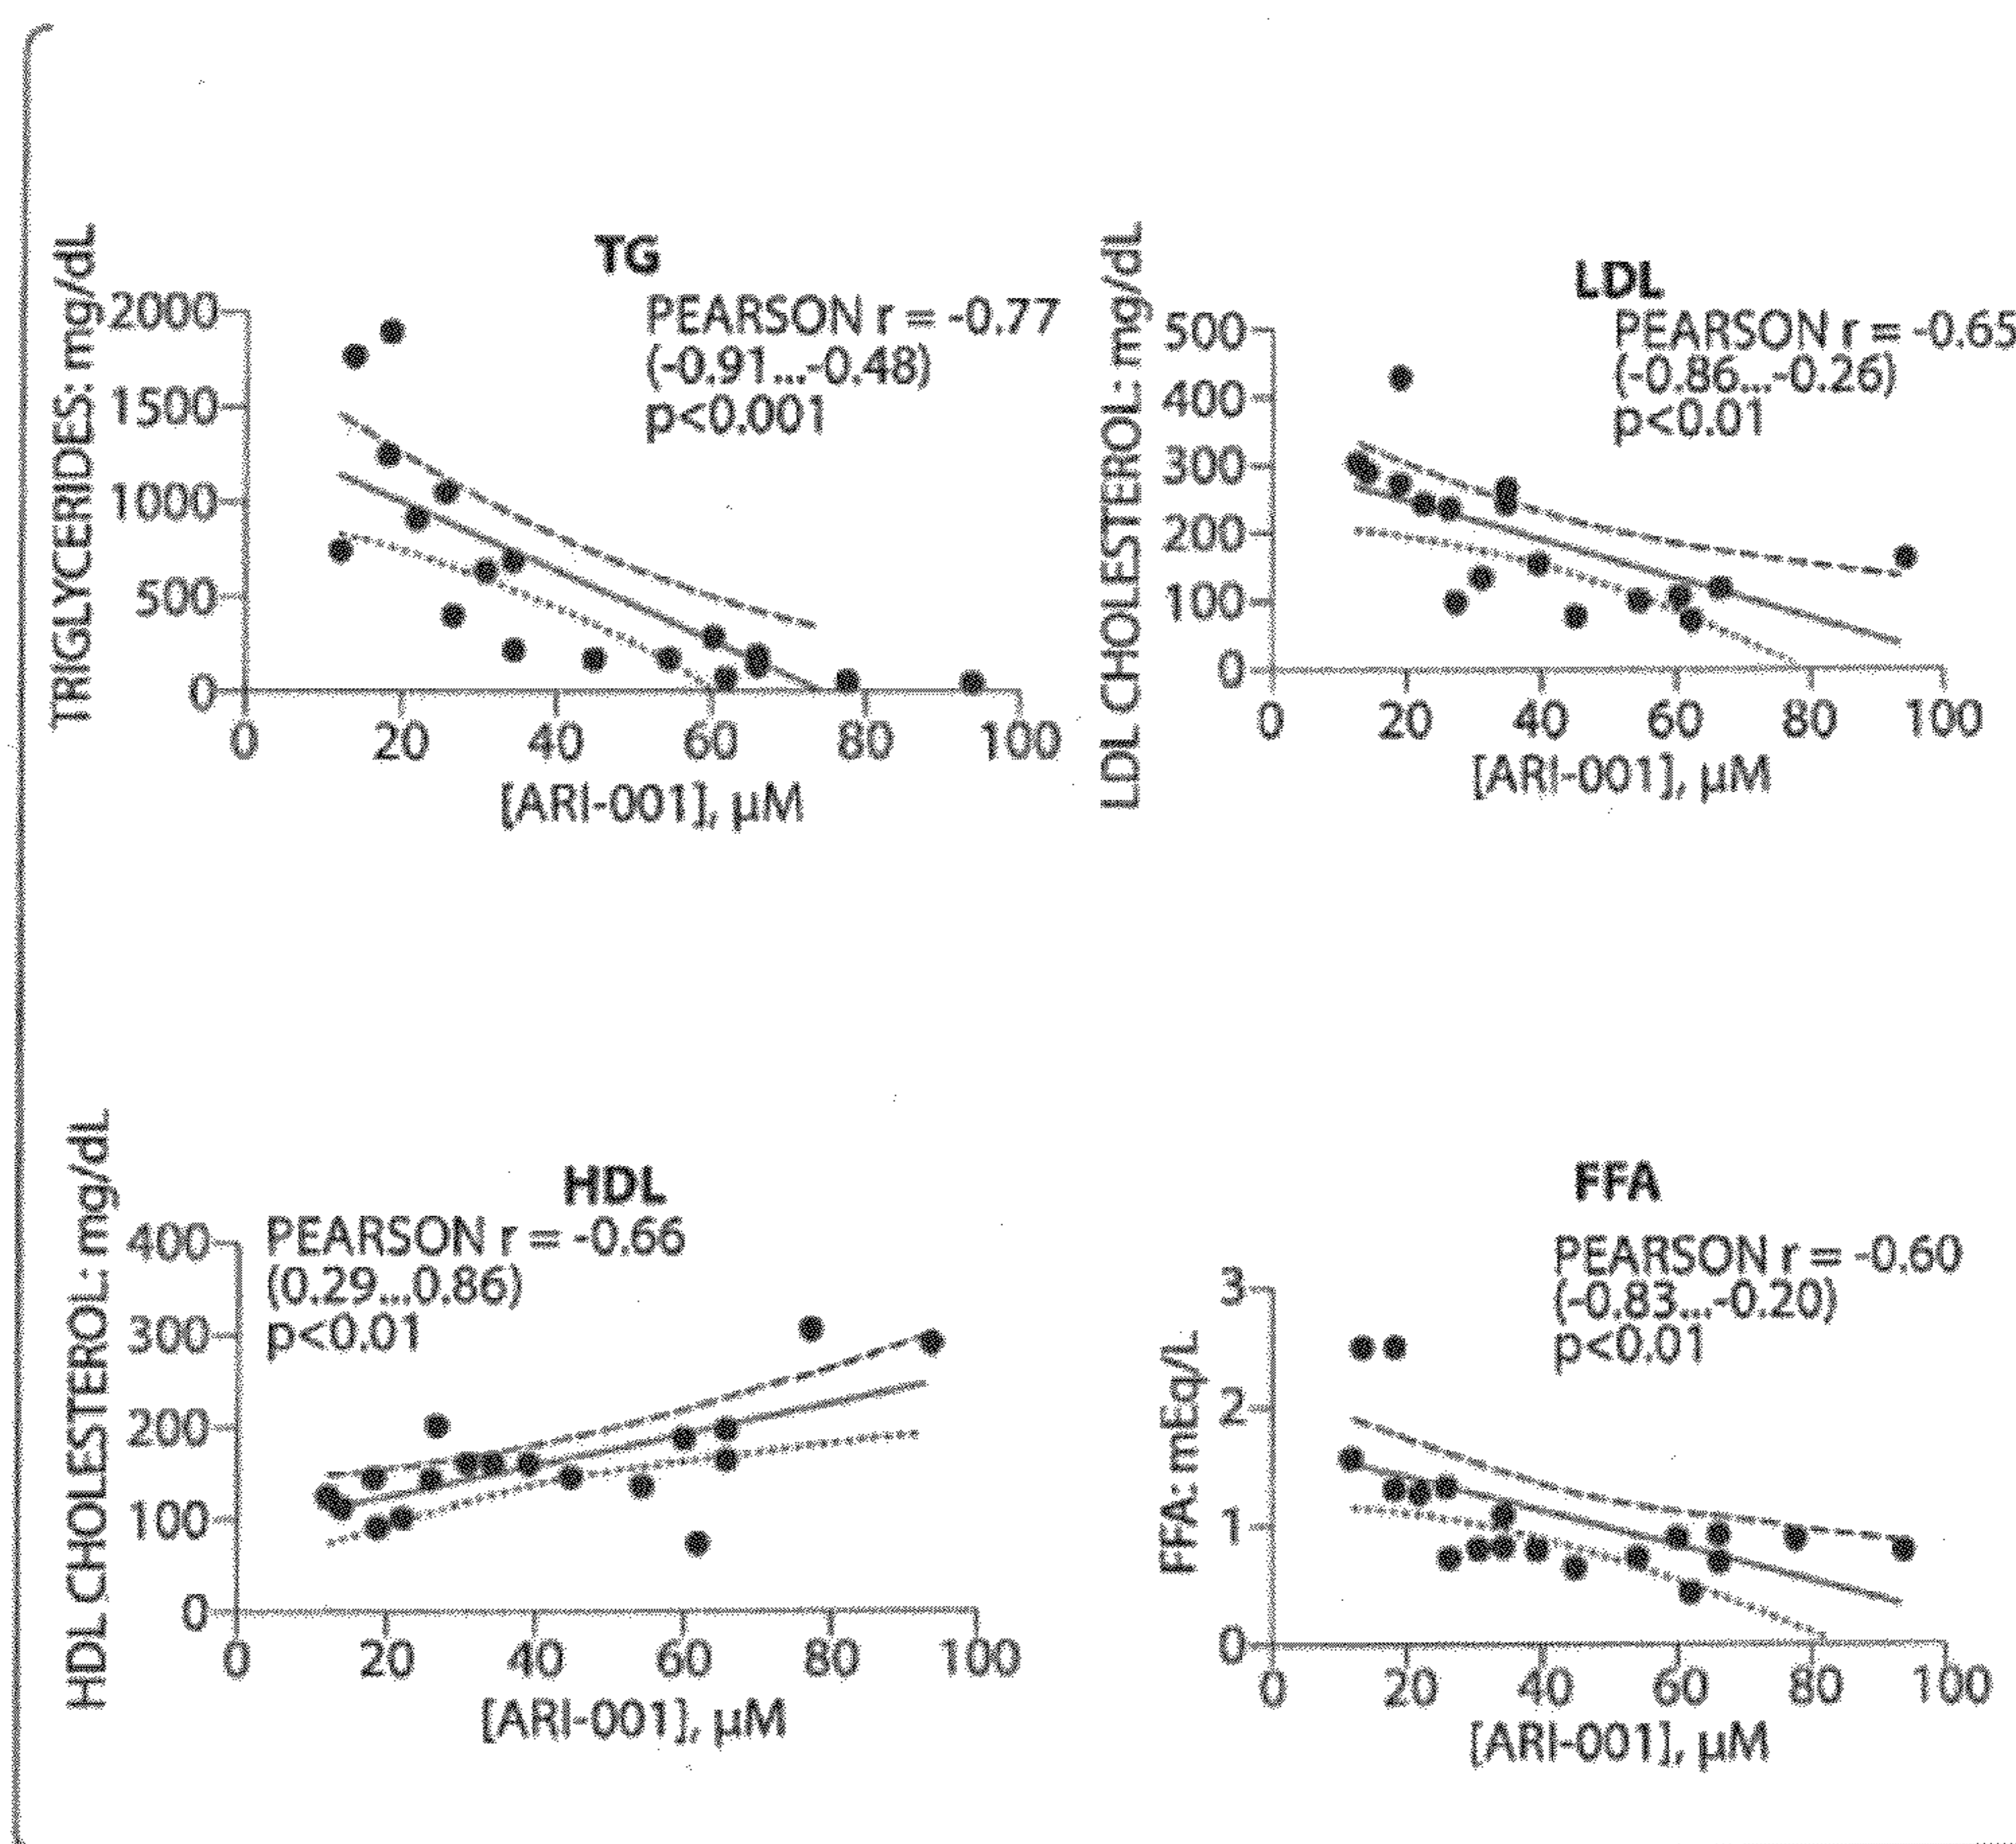 TG
PEARSON r = -0.77
(-0.91...-0.48)
p<0.001
TRIGLYCERIDES: mg/dL
2000
1500
1000
500
0
0 20 40 60 80 100
[ARI-001], µM
LDL
PEARSON r = -0.65
(-0.86...-0.26)
p<0.01
LDL CHOLESTEROL: mg/dL
500
400
300
200
100
0
0 20 40 60 80 100
[ARI-001], µM
HDL
PEARSON r = -0.66
(0.29...0.86)
p<0.01
HDL CHOLESTEROL: mg/dL
400
300
200
100
0
0 20 40 60 80 100
[ARI-001], µM
FFA
PEARSON r = -0.60
(-0.83...-0.20)
p<0.01
FFA: mEq/L
3
2
1
0
0 20 40 60 80 100
[ARI-001], µM